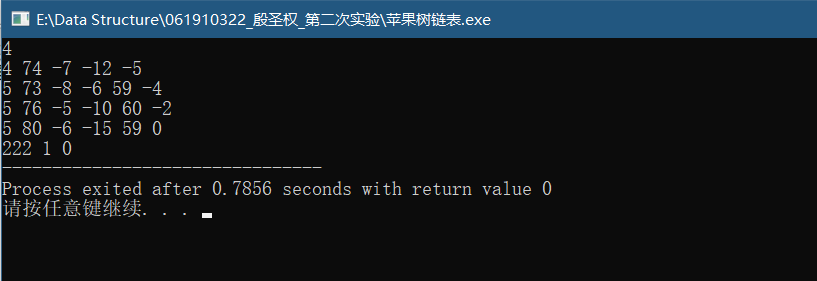 E:\Data Structure\061910322_殷圣权_第二次实验\苹果树链表.exe
4
4 74 -7 -12 -5
5 73 -8 -6 59 -4
5 76 -5 -10 60 -2
5 80 -6 -15 59 0
222 1 0
--------------------------------
Process exited after 0.7856 seconds with return value 0
请按任意键继续. . .